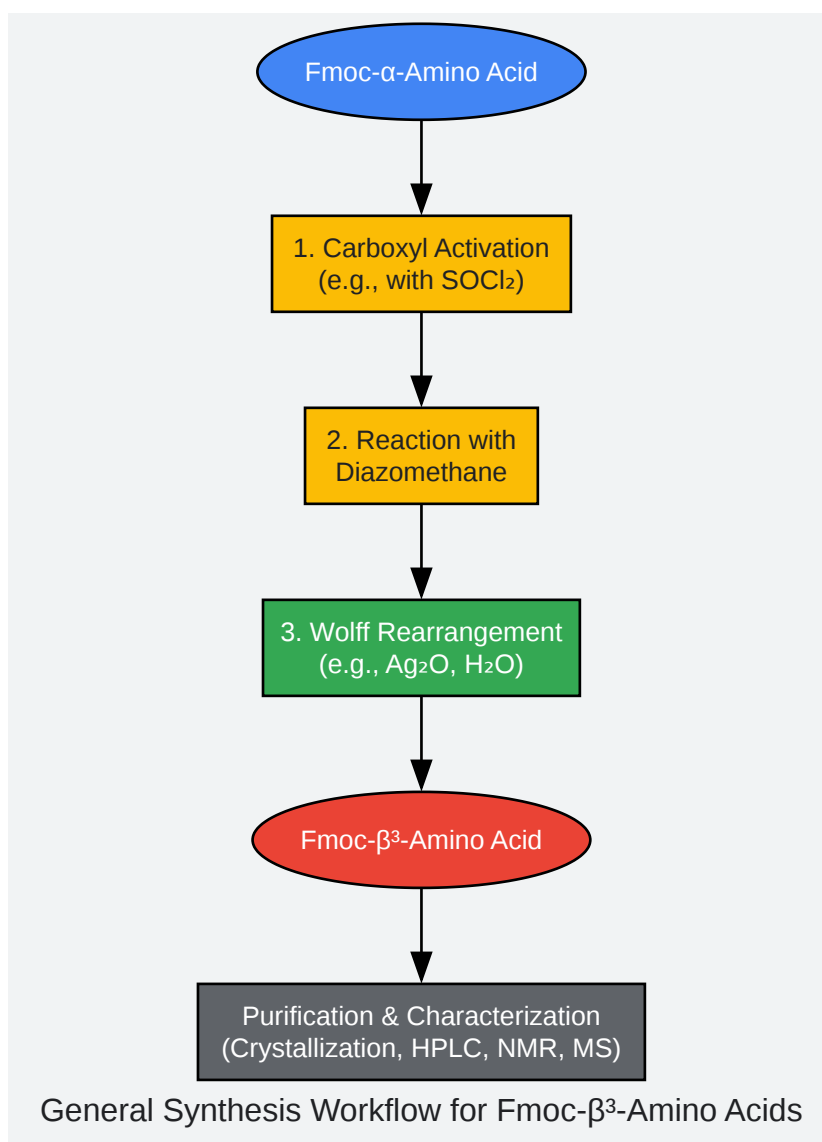 Fmoc-α-Amino Acid
1. Carboxyl Activation
(e.g., with SOCl₂)
2. Reaction with
Diazomethane
3. Wolff Rearrangement
(e.g., Ag₂O, H₂O)
Fmoc-β³-Amino Acid
Purification & Characterization
(Crystallization, HPLC, NMR, MS)
General Synthesis Workflow for Fmoc-β³-Amino Acids